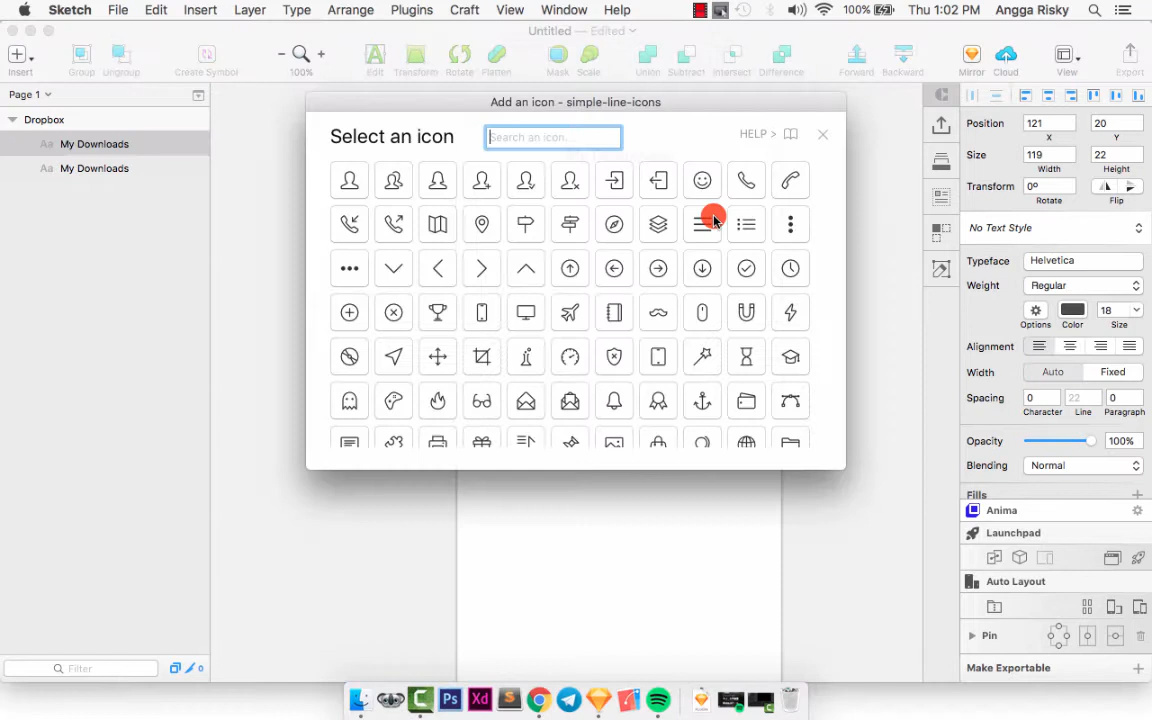 Sketch File Edit Insert Layer Type Arrange Plugins Craft View Window Help 100% Thu 1:02 PM Angga Risky
Untitled — Edited
Insert Group Ungroup Create Symbol 100% Edit Transform Rotate Flatten Mask Scale Union Subtract Intersect Difference Forward Backward Mirror Cloud View Export
Page 1
Dropbox
Aa My Downloads
Aa My Downloads
Filter 0
Add an icon - simple-line-icons
Select an icon Search an icon... HELP >
Position 121 20
X Y
Size 119 22
Width Height
Transform 0º
Rotate Flip
No Text Style
Typeface Helvetica
Weight Regular
18
Options Color Size
Alignment
Width Auto Fixed
Spacing 0 22 0
Character Line Paragraph
Opacity 100%
Blending Normal
Fills
Anima
Launchpad
Auto Layout
Pin
Make Exportable
Ps Xd S